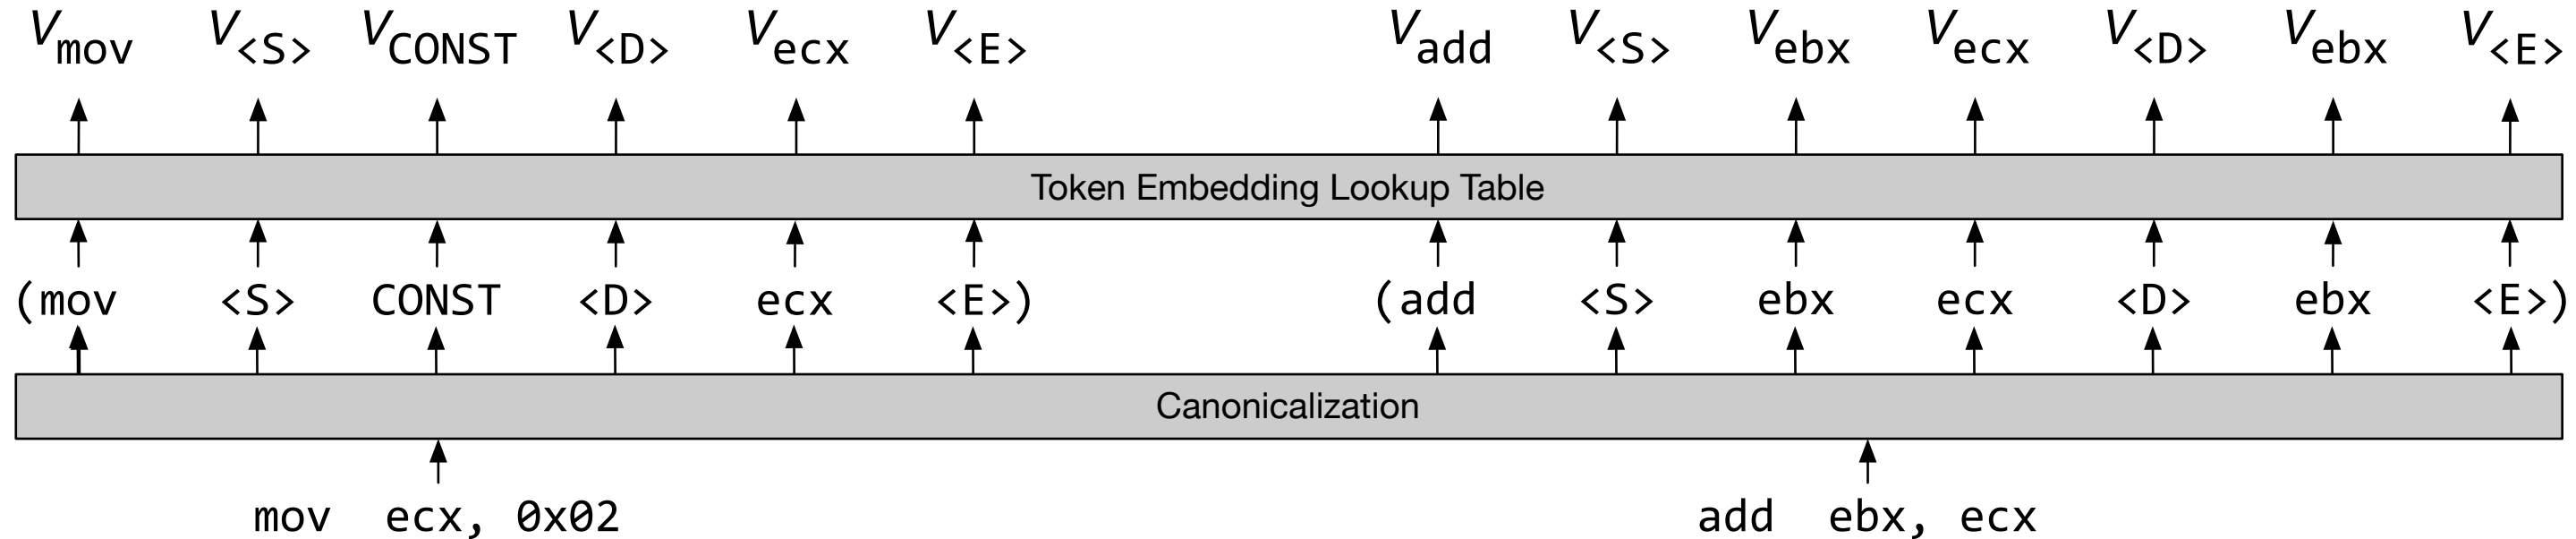 Vmov V<S> VCONST V<D> Vecx V<E> Vadd V<S> Vebx Vecx V<D> Vebx V<E>
Token Embedding Lookup Table
(mov <S> CONST <D> ecx <E>) (add <S> ebx ecx <D> ebx <E>)
Canonicalization
mov ecx, 0x02 add ebx, ecx